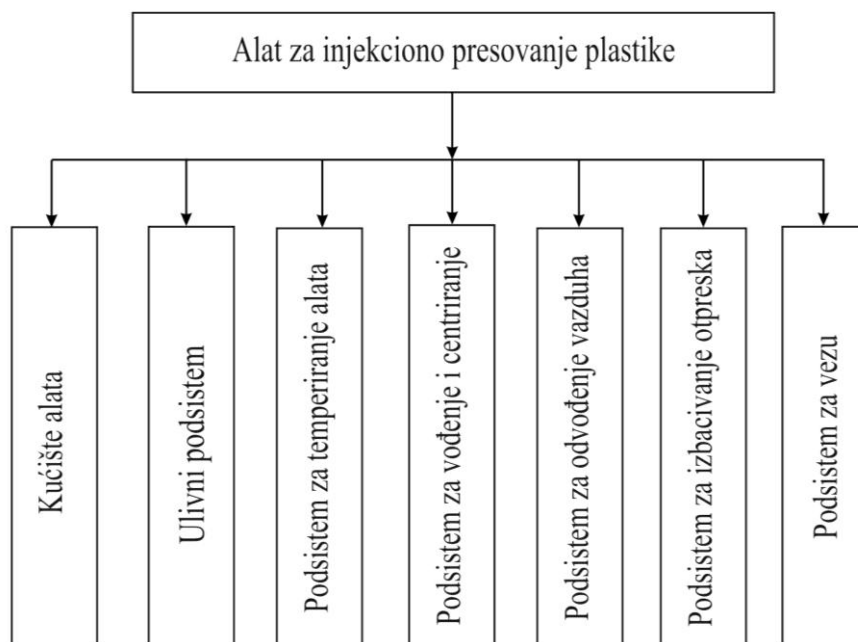 Alat za injekciono presovanje plastike
Kućište alata
Ulivni podsistem
Podsistem za temperiranje alata
Podsistem za vođenje i centriranje
Podsistem za odvođenje vazduha
Podsistem za izbacivanje otpreska
Podsistem za vezu